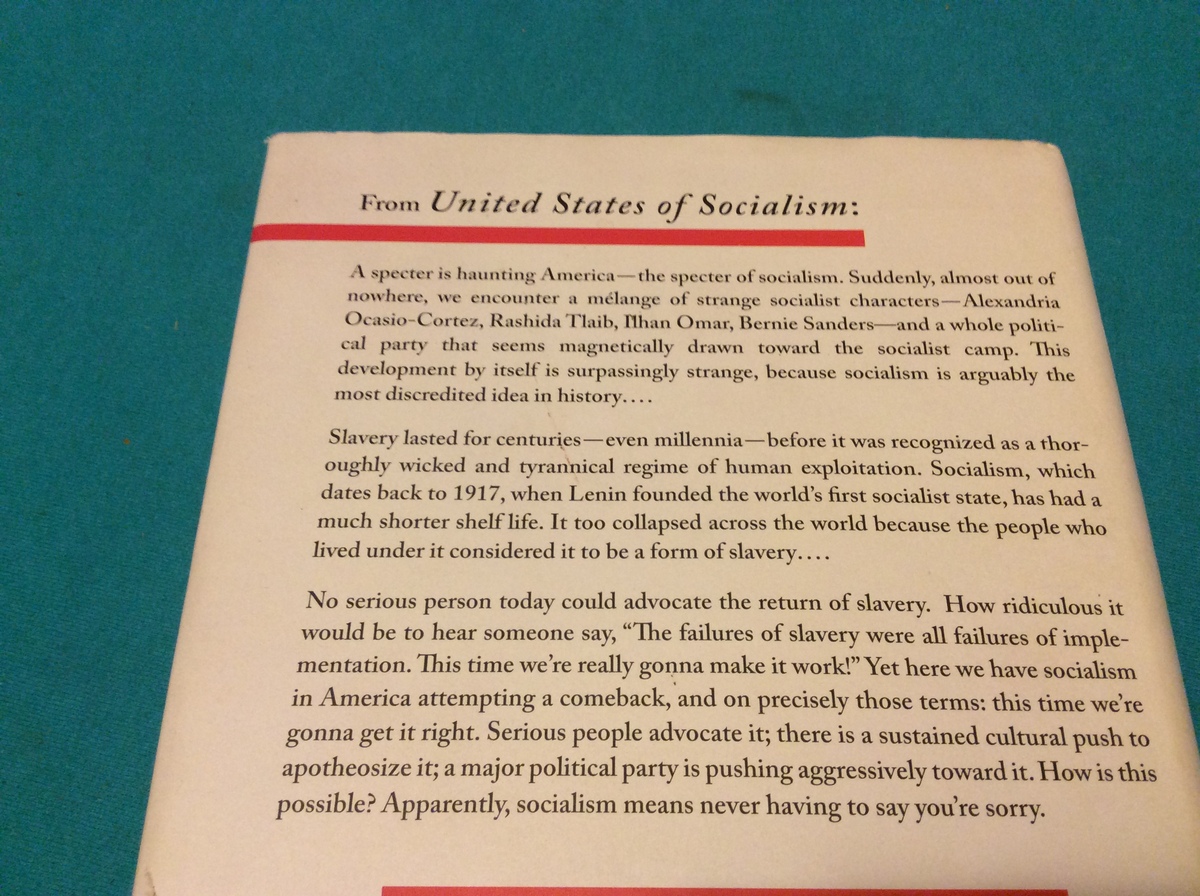 From United States of Socialism:
A specter is haunting America—the specter of socialism. Suddenly, almost out of
nowhere, we encounter a mélange of strange socialist characters—Alexandria
Ocasio-Cortez, Rashida Tlaib, Ilhan Omar, Bernie Sanders—and a whole politi-
cal party that seems magnetically drawn toward the socialist camp. This
development by itself is surpassingly strange, because socialism is arguably the
most discredited idea in history....
Slavery lasted for centuries—even millennia—before it was recognized as a thor-
oughly wicked and tyrannical regime of human exploitation. Socialism, which
dates back to 1917, when Lenin founded the world's first socialist state, has had a
much shorter shelf life. It too collapsed across the world because the people who
lived under it considered it to be a form of slavery....
No serious person today could advocate the return of slavery. How ridiculous it
would be to hear someone say, “The failures of slavery were all failures of imple-
mentation. This time we're really gonna make it work!” Yet here we have socialism
in America attempting a comeback, and on precisely those terms: this time we're
gonna get it right. Serious people advocate it; there is a sustained cultural push to
apotheosize it; a major political party is pushing aggressively toward it. How is this
possible? Apparently, socialism means never having to say you're sorry.